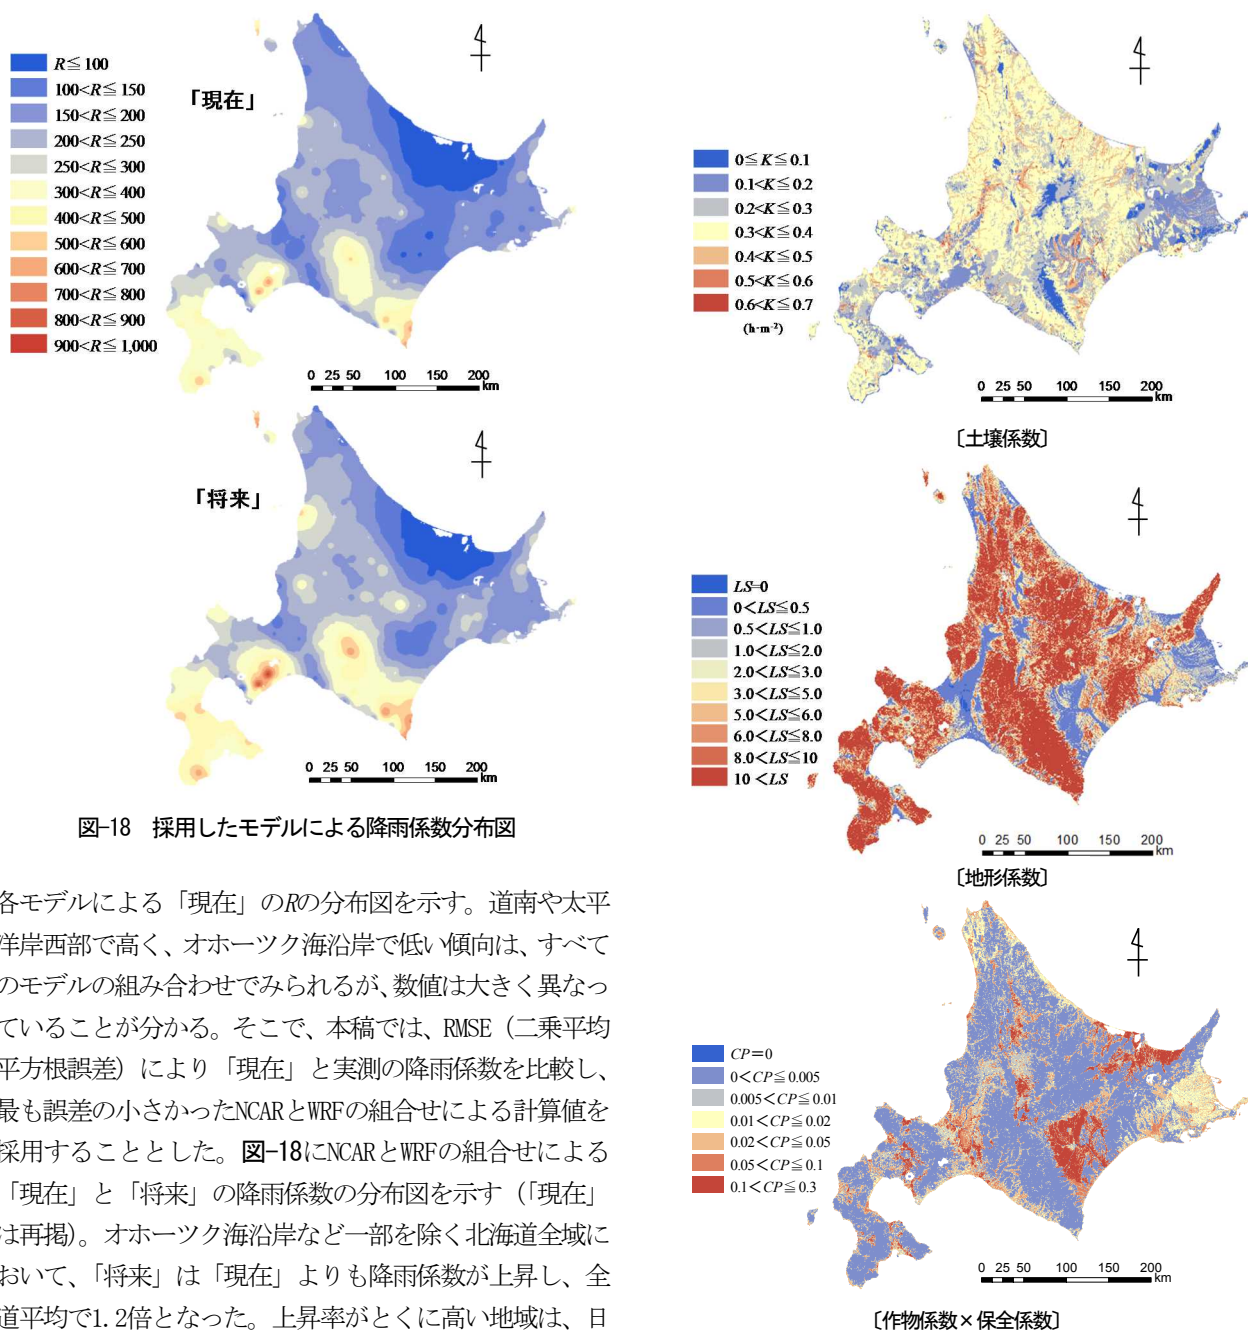 R≦100
100<R≦150
150<R≦200
200<R≦250
250<R≦300
300<R≦400
400<R≦500
500<R≦600
600<R≦700
700<R≦800
800<R≦900
900<R≦1,000
「現在」
4
0 25 50 100 150 200
km
「将来」
4
0 25 50 100 150 200
km
図-18 採用したモデルによる降雨係数分布図
各モデルによる「現在」のRの分布図を示す。道南や太平
洋岸西部で高く、オホーツク海沿岸で低い傾向は、すべて
のモデルの組み合わせでみられるが、数値は大きく異なっ
ていることが分かる。そこで、本稿では、RMSE（二乗平均
平方根誤差）により「現在」と実測の降雨係数を比較し、
最も誤差の小さかったNCARとWRFの組合せによる計算値を
採用することとした。図-18にNCARとWRFの組合せによる
「現在」と「将来」の降雨係数の分布図を示す（「現在」
は再掲）。オホーツク海沿岸など一部を除く北海道全域に
おいて、「将来」は「現在」よりも降雨係数が上昇し、全
道平均で1.2倍となった。上昇率がとくに高い地域は、日
0≦K≦0.1
0.1<K≦0.2
0.2<K≦0.3
0.3<K≦0.4
0.4<K≦0.5
0.5<K≦0.6
0.6<K≦0.7
(h・m⁻²)
4
0 25 50 100 150 200
km
〔土壌係数〕
LS=0
0<LS≦0.5
0.5<LS≦1.0
1.0<LS≦2.0
2.0<LS≦3.0
3.0<LS≦5.0
5.0<LS≦6.0
6.0<LS≦8.0
8.0<LS≦10
10<LS
4
0 25 50 100 150 200
km
〔地形係数〕
CP=0
0<CP≦0.005
0.005<CP≦0.01
0.01<CP≦0.02
0.02<CP≦0.05
0.05<CP≦0.1
0.1<CP≦0.3
4
0 25 50 100 150 200
km
〔作物係数×保全係数〕